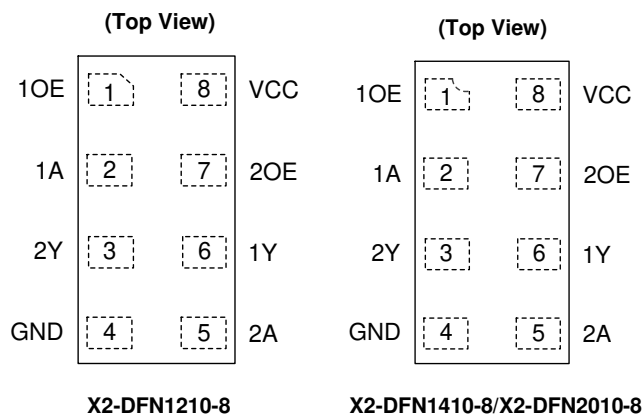 (Top View)
1OE 1 8 VCC
1A 2 7 2OE
2Y 3 6 1Y
GND 4 5 2A
X2-DFN1210-8
(Top View)
1OE 1 8 VCC
1A 2 7 2OE
2Y 3 6 1Y
GND 4 5 2A
X2-DFN1410-8/X2-DFN2010-8